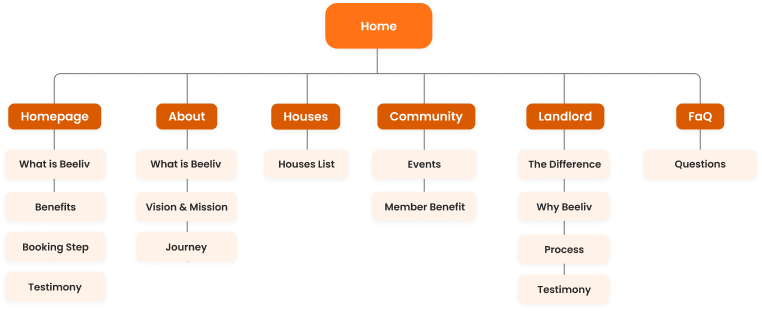 Home
Homepage
About
Houses
Community
Landlord
FaQ
What is Beeliv
What is Beeliv
Houses List
Events
The Difference
Questions
Benefits
Vision & Mission
Member Benefit
Why Beeliv
Booking Step
Journey
Process
Testimony
Testimony